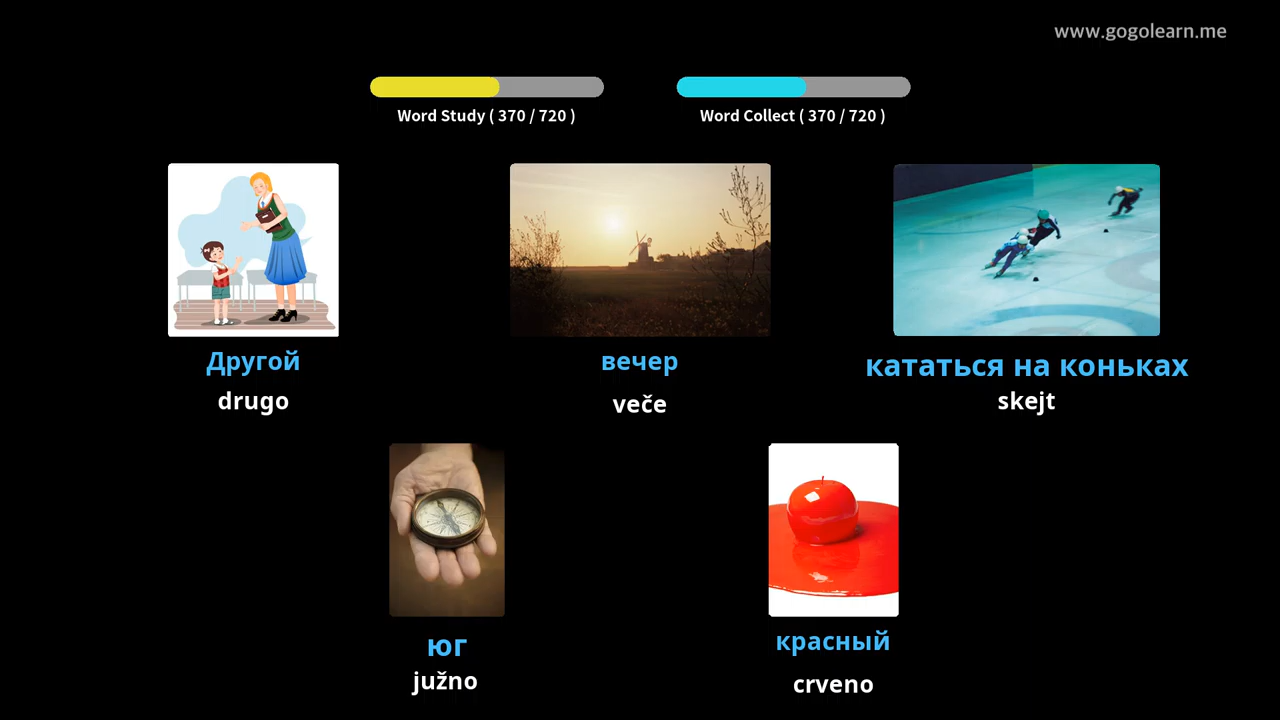 www.gogolearn.me
Word Study ( 370 / 720 )
Word Collect ( 370 / 720 )
Другой
drugo
вечер
veče
кататься на коньках
skejt
юг
južno
красный
crveno